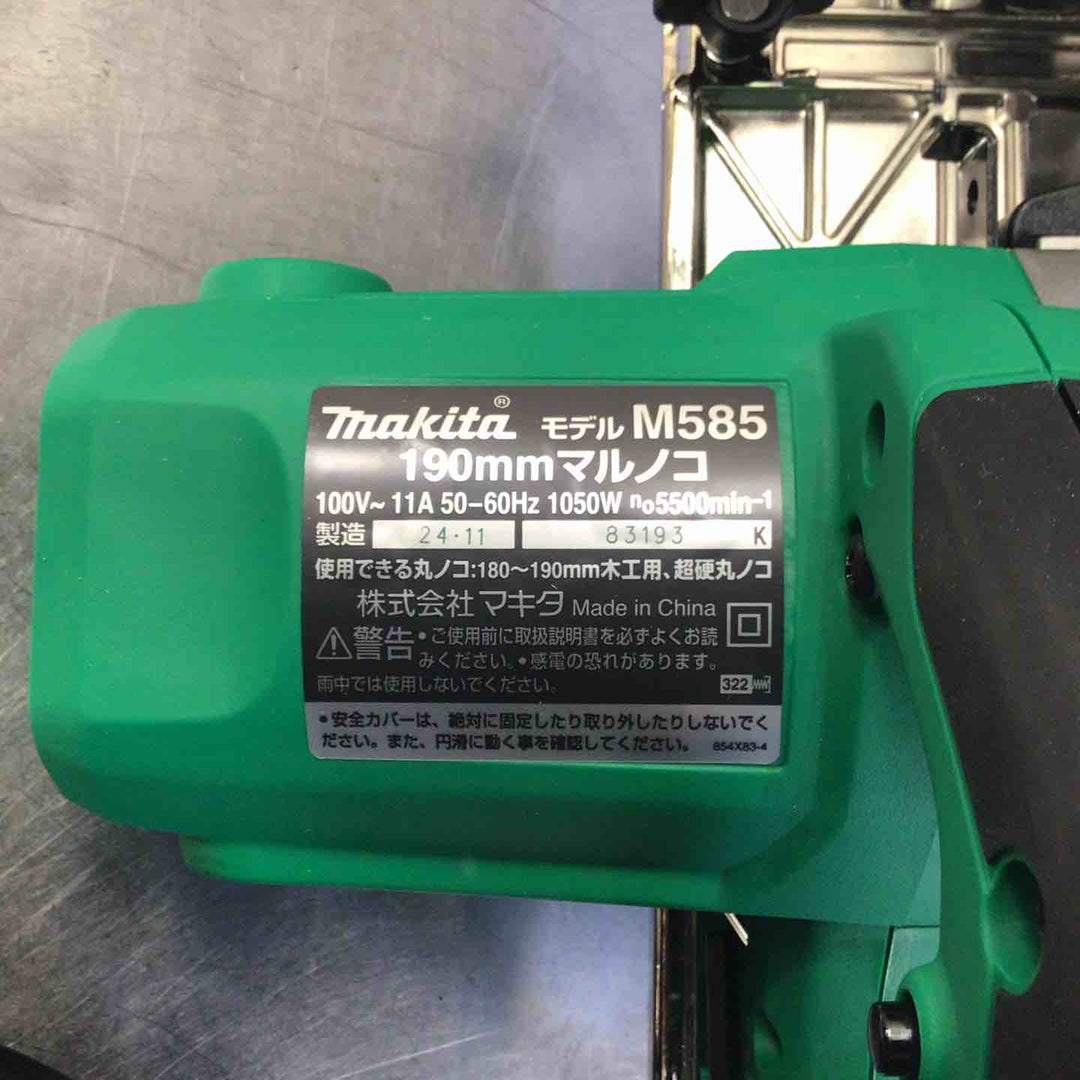 makita® モデル M585
190mmマルノコ
100V～ 11A 50-60Hz 1050W n₀5500min⁻¹
製造 24・11 83193 K
使用できる丸ノコ:180～190mm木工用、超硬丸ノコ
株式会社マキタ Made in China
⚠警告 •ご使用前に取扱説明書を必ずよくお読
みください。•感電の恐れがあります。
雨中では使用しないでください。 322
•安全カバーは、絶対に固定したり取り外したりしないでく
ださい。また、円滑に動く事を確認してください。 854X83-4